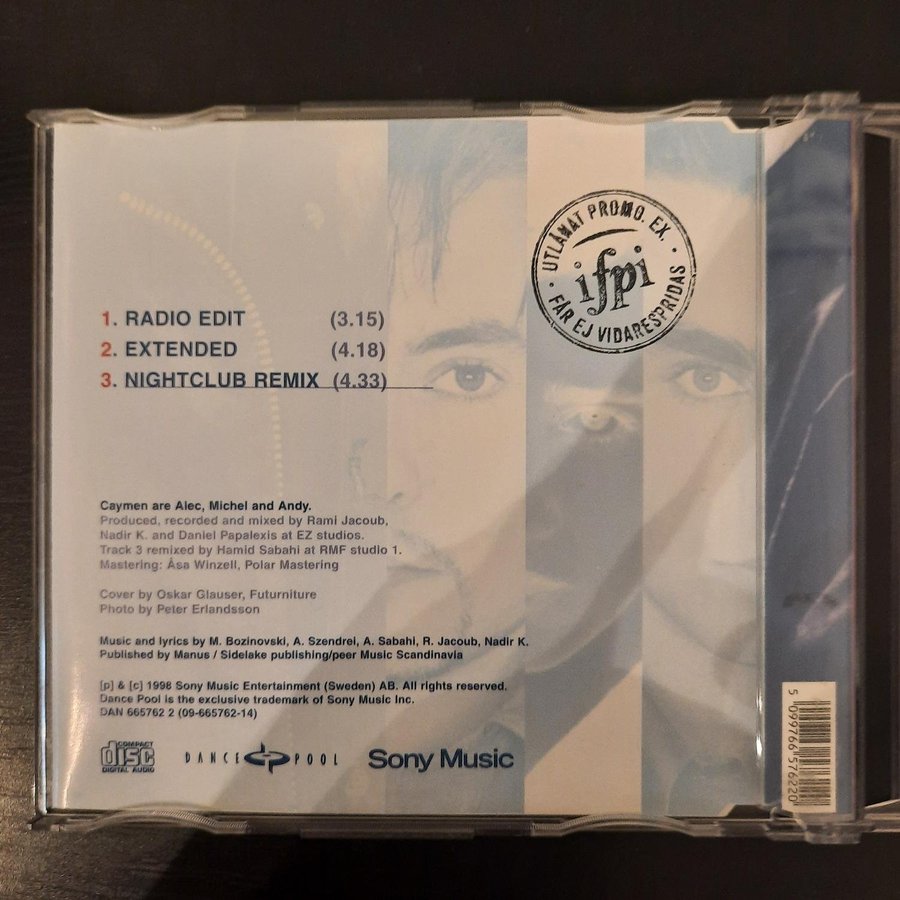 UTLÄMAT PROMO. EX.
ifpi
FÅR EJ VIDARESPRIDAS
1. RADIO EDIT (3.15)
2. EXTENDED (4.18)
3. NIGHTCLUB REMIX (4.33)
Caymen are Alec, Michel and Andy.
Produced, recorded and mixed by Rami Jacoub,
Nadir K. and Daniel Papalexis at EZ studios.
Track 3 remixed by Hamid Sabahi at RMF studio 1.
Mastering: Åsa Winzell, Polar Mastering
Cover by Oskar Glauser, Futurniture
Photo by Peter Erlandsson
Music and lyrics by M. Bozinovski, A. Szendrei, A. Sabahi, R. Jacoub, Nadir K.
Published by Manus / Sidelake publishing/peer Music Scandinavia
[p] & [c] 1998 Sony Music Entertainment (Sweden) AB. All rights reserved.
Dance Pool is the exclusive trademark of Sony Music Inc.
DAN 665762 2 (09-665762-14)
COMPACT
disc
DIGITAL AUDIO
DANCE dp POOL
Sony Music
5 099766 576220